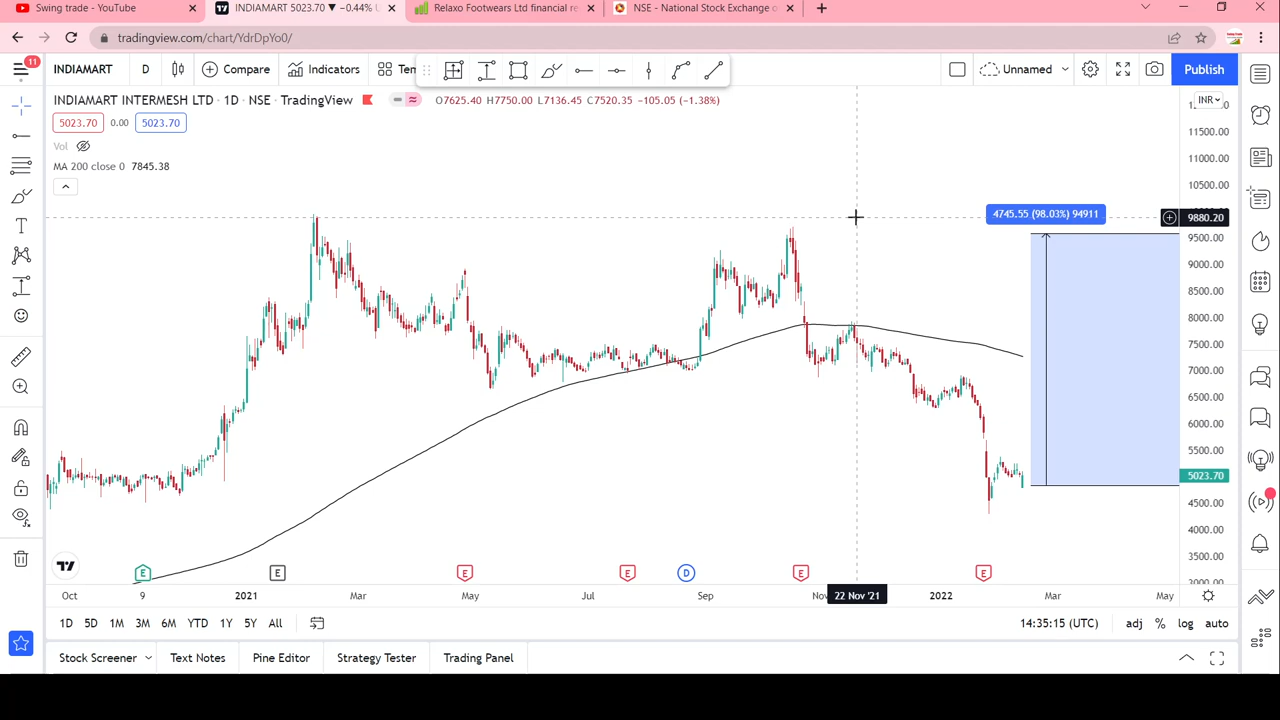 Swing trade - YouTube
INDIAMART 5023.70 ▼ −0.44%
Relaxo Footwears Ltd financial re
NSE - National Stock Exchange o
tradingview.com/chart/YdrDpYo0/
11
INDIAMART
D
Compare
Indicators
Tem
Unnamed
Publish
INDIAMART INTERMESH LTD · 1D · NSE · TradingView
O7625.40 H7750.00 L7136.45 C7520.35 −105.05 (−1.38%)
INR
5023.70
0.00
5023.70
Vol
MA 200 close 0 7845.38
11500.00
11000.00
10500.00
4745.55 (98.03%) 94911
9880.20
9500.00
9000.00
8500.00
8000.00
7500.00
7000.00
6500.00
6000.00
5500.00
5023.70
4500.00
4000.00
3500.00
E
E
E
E
D
E
E
Oct
9
2021
Mar
May
Jul
Sep
Nov
22 Nov '21
2022
Mar
May
1D 5D 1M 3M 6M YTD 1Y 5Y All
14:35:15 (UTC)
adj
%
log
auto
Stock Screener
Text Notes
Pine Editor
Strategy Tester
Trading Panel